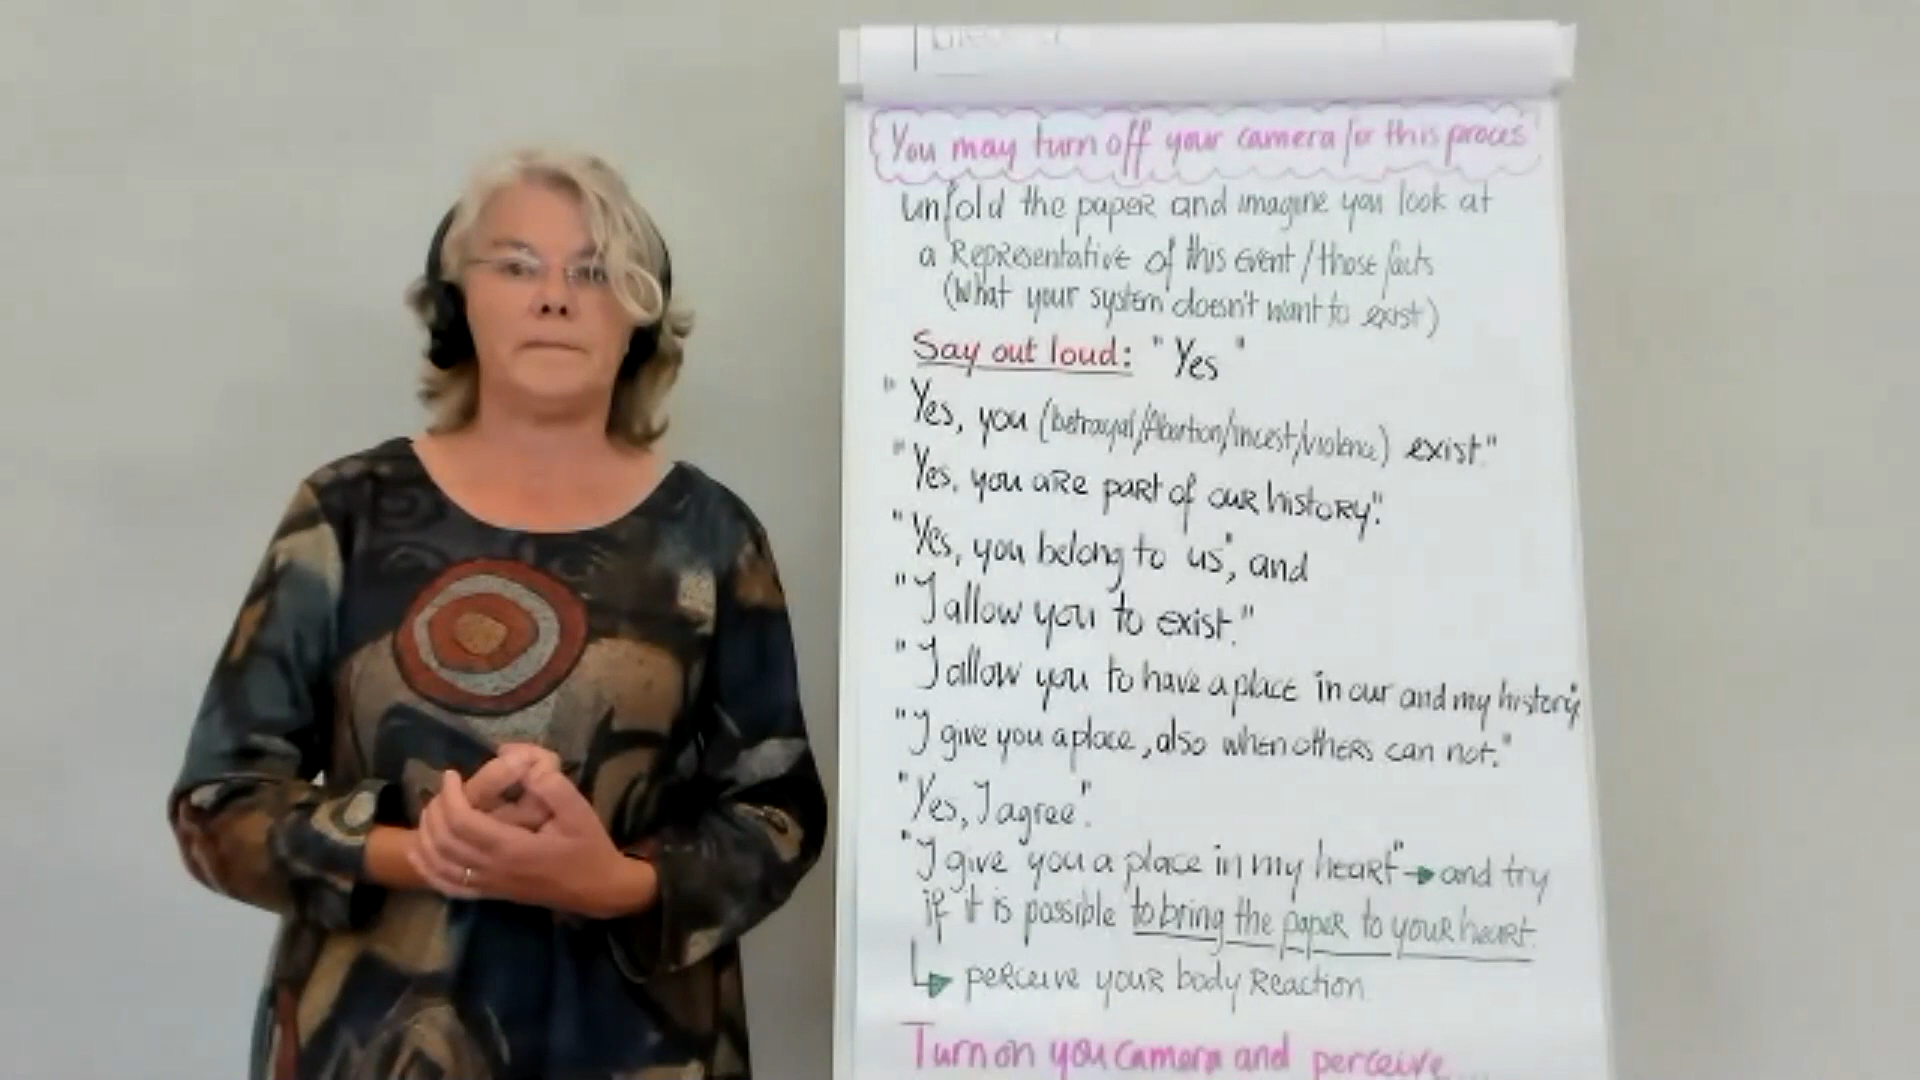 You may turn off your camera for this proces
unfold the paper and imagine you look at
a Representative of this event / those facts
(What your system doesn't want to exist)
Say out loud: "Yes"
"Yes, you (betrayal/Abortion/incest/violence) exist."
"Yes, you are part of our history".
"Yes, you belong to us", and
"I allow you to exist."
"I allow you to have a place in our and my history"
"I give you a place, also when others can not."
"Yes, I agree".
"I give you a place in my heart" → and try
if it is possible to bring the paper to your heart.
↳ perceive your body Reaction
Turn on you camera and perceive...